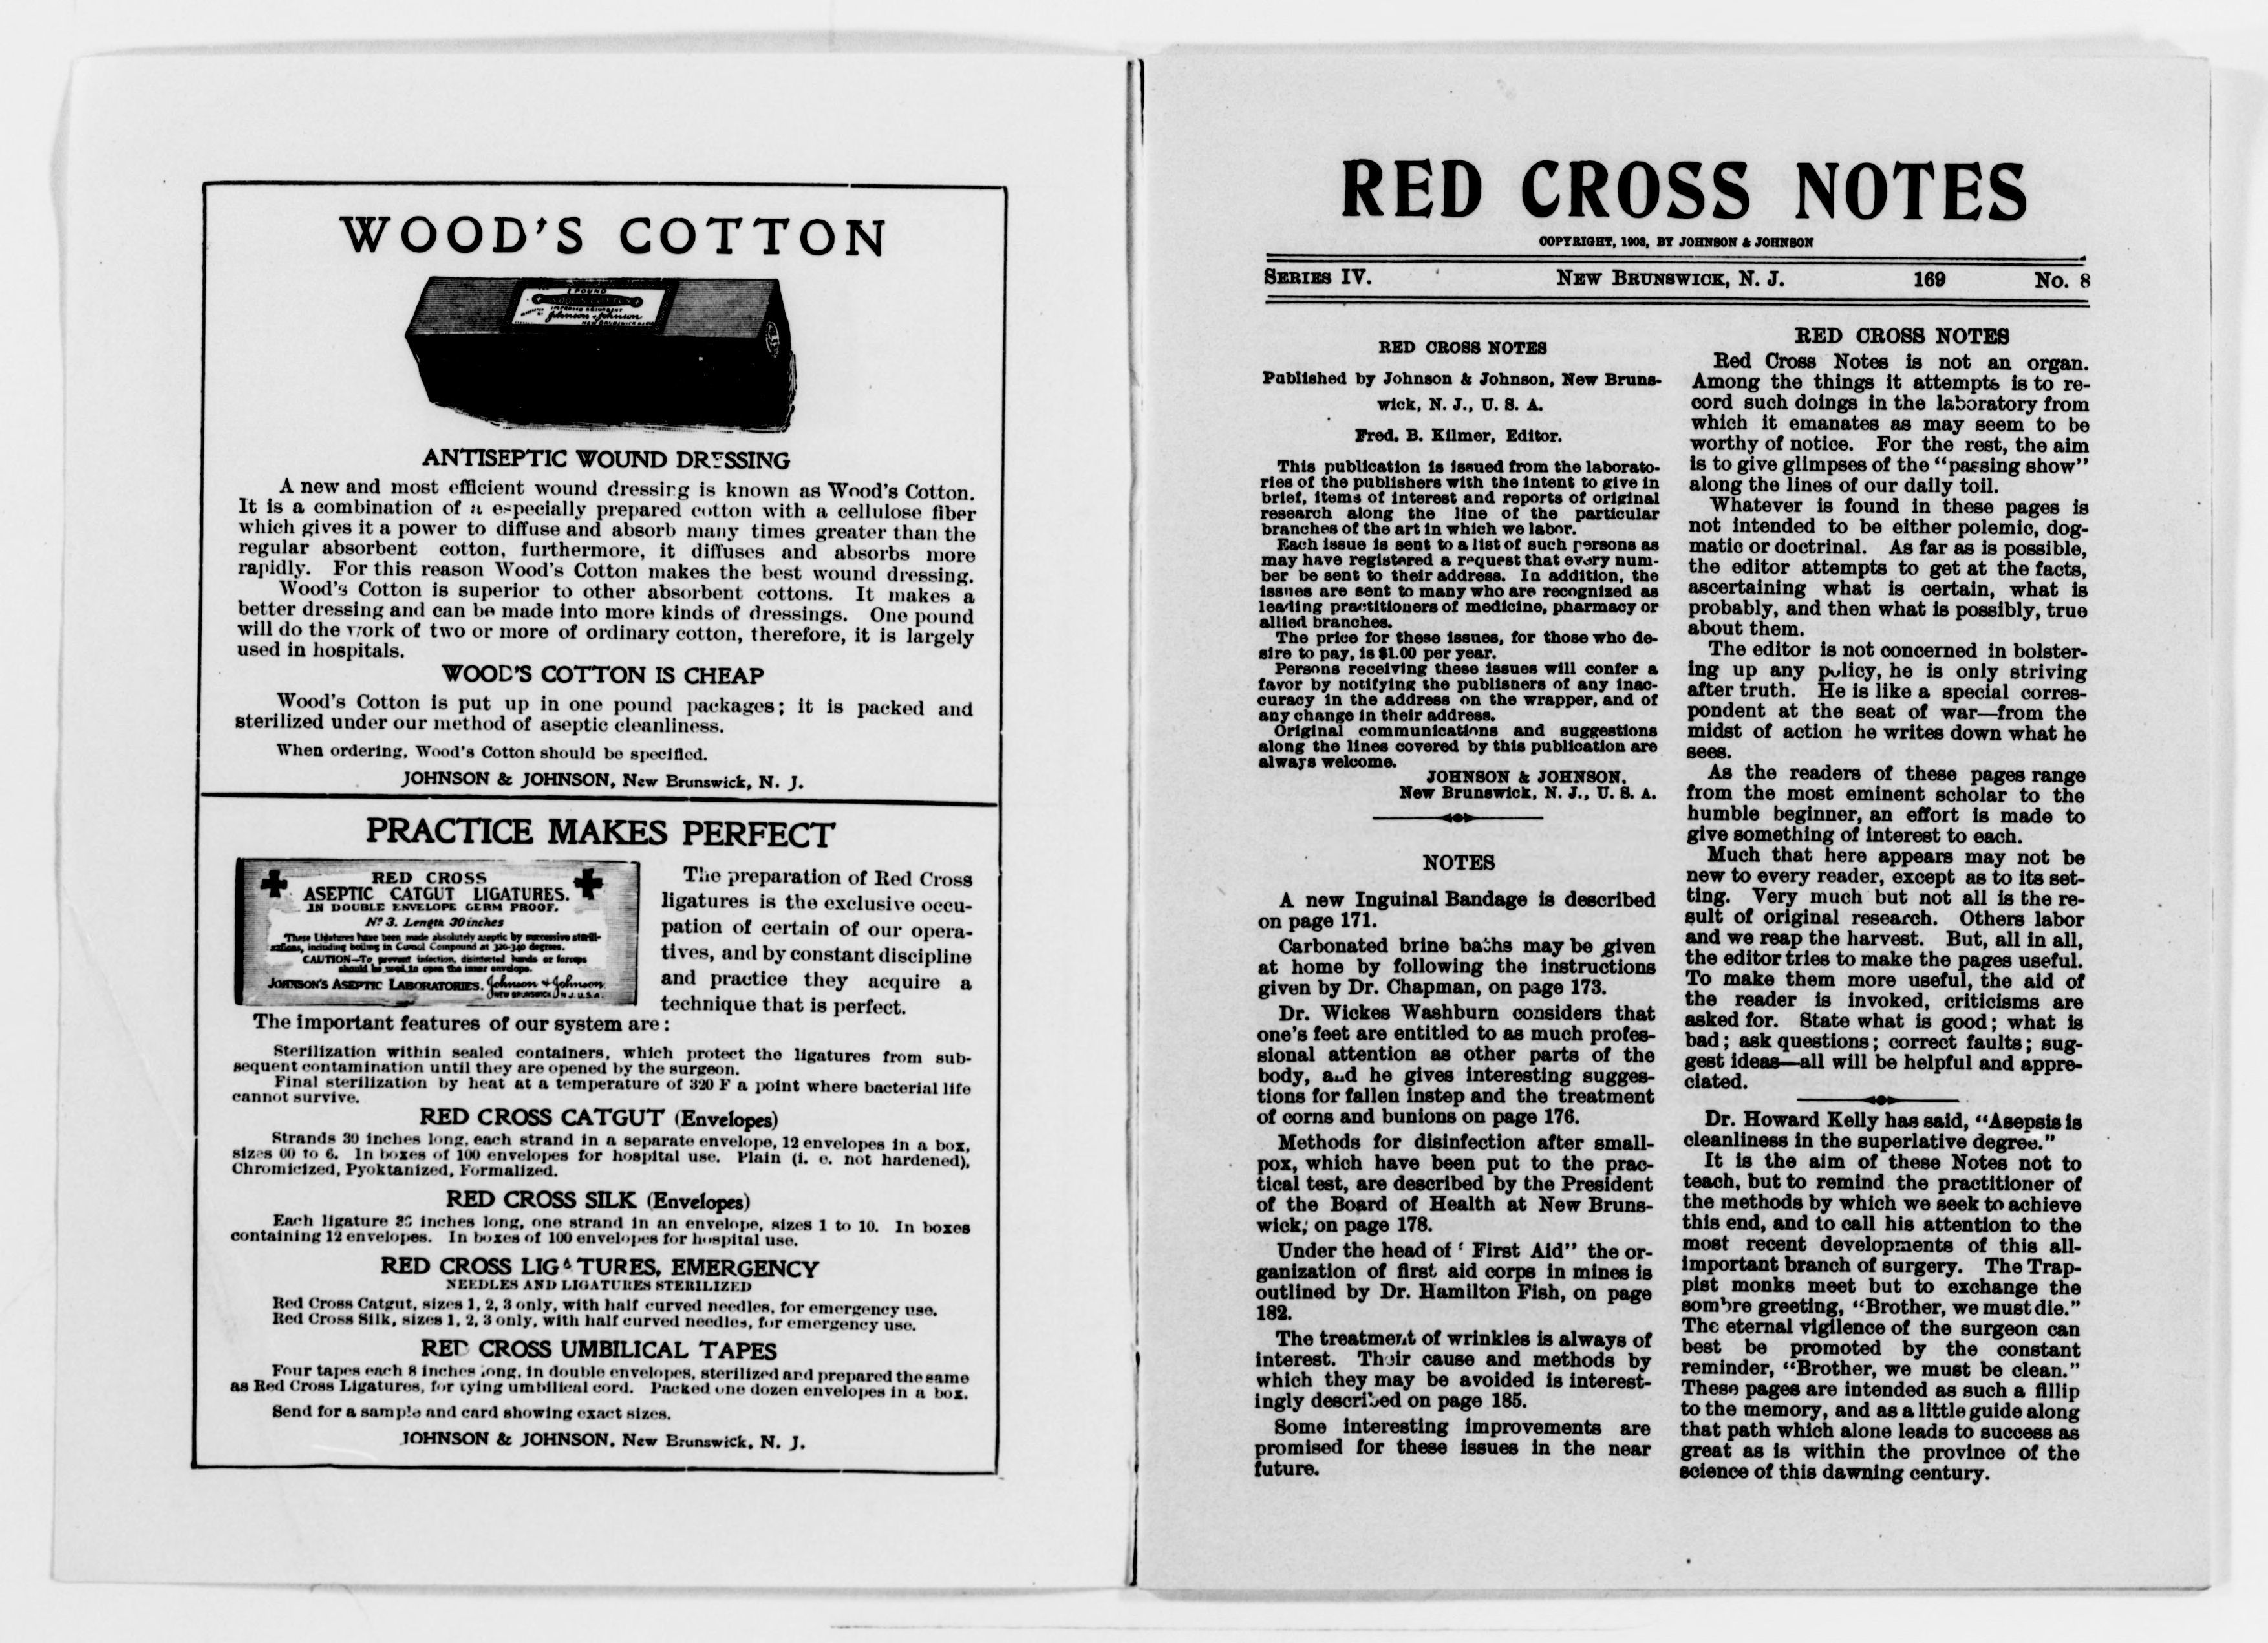 WOOD'S COTTON
1 POUND
WOOD'S COTTON
Johnson & Johnson
ANTISEPTIC WOUND DRESSING
A new and most efficient wound dressing is known as Wood's Cotton.
It is a combination of a especially prepared cotton with a cellulose fiber
which gives it a power to diffuse and absorb many times greater than the
regular absorbent cotton, furthermore, it diffuses and absorbs more
rapidly. For this reason Wood's Cotton makes the best wound dressing.
Wood's Cotton is superior to other absorbent cottons. It makes a
better dressing and can be made into more kinds of dressings. One pound
will do the work of two or more of ordinary cotton, therefore, it is largely
used in hospitals.
WOOD'S COTTON IS CHEAP
Wood's Cotton is put up in one pound packages; it is packed and
sterilized under our method of aseptic cleanliness.
When ordering, Wood's Cotton should be specified.
JOHNSON & JOHNSON, New Brunswick, N. J.
PRACTICE MAKES PERFECT
RED CROSS
ASEPTIC CATGUT LIGATURES.
IN DOUBLE ENVELOPE GERM PROOF.
No 3. Length 30 inches
These Ligatures have been made absolutely aseptic by successive sterili-
zations, including boiling in Cumol Compound at 320-340 degrees.
CAUTION—To prevent infection, disinfected hands or forceps
should be used to open the inner envelope.
JOHNSON'S ASEPTIC LABORATORIES. Johnson & Johnson
NEW BRUNSWICK N.J. U.S.A.
The preparation of Red Cross
ligatures is the exclusive occu-
pation of certain of our opera-
tives, and by constant discipline
and practice they acquire a
technique that is perfect.
The important features of our system are:
Sterilization within sealed containers, which protect the ligatures from sub-
sequent contamination until they are opened by the surgeon.
Final sterilization by heat at a temperature of 320 F a point where bacterial life
cannot survive.
RED CROSS CATGUT (Envelopes)
Strands 30 inches long, each strand in a separate envelope, 12 envelopes in a box,
sizes 00 to 6. In boxes of 100 envelopes for hospital use. Plain (i. e. not hardened),
Chromicized, Pyoktanized, Formalized.
RED CROSS SILK (Envelopes)
Each ligature inches long, one strand in an envelope, sizes 1 to 10. In boxes
containing 12 envelopes. In boxes of 100 envelopes for hospital use.
RED CROSS LIGATURES, EMERGENCY
NEEDLES AND LIGATURES STERILIZED
Red Cross Catgut, sizes 1, 2, 3 only, with half curved needles, for emergency use.
Red Cross Silk, sizes 1, 2, 3 only, with half curved needles, for emergency use.
RED CROSS UMBILICAL TAPES
Four tapes each 8 inches long, in double envelopes, sterilized and prepared the same
as Red Cross Ligatures, for tying umbilical cord. Packed one dozen envelopes in a box.
Send for a sample and card showing exact sizes.
JOHNSON & JOHNSON, New Brunswick, N. J.
RED CROSS NOTES
COPYRIGHT, 1903, BY JOHNSON & JOHNSON
SERIES IV. NEW BRUNSWICK, N. J. 169 No. 8
RED CROSS NOTES
Published by Johnson & Johnson, New Bruns-
wick, N. J., U. S. A.
Fred. B. Kilmer, Editor.
This publication is issued from the laborato-
ries of the publishers with the intent to give in
brief, items of interest and reports of original
research along the line of the particular
branches of the art in which we labor.
Each issue is sent to a list of such persons as
may have registered a request that every num-
ber be sent to their address. In addition, the
issues are sent to many who are recognized as
leading practitioners of medicine, pharmacy or
allied branches.
The price for these issues, for those who de-
sire to pay, is $1.00 per year.
Persons receiving these issues will confer a
favor by notifying the publishers of any inac-
curacy in the address on the wrapper, and of
any change in their address.
Original communications and suggestions
along the lines covered by this publication are
always welcome.
JOHNSON & JOHNSON.
New Brunswick, N. J., U. S. A.
NOTES
A new Inguinal Bandage is described
on page 171.
Carbonated brine baths may be given
at home by following the instructions
given by Dr. Chapman, on page 173.
Dr. Wickes Washburn considers that
one's feet are entitled to as much profes-
sional attention as other parts of the
body, and he gives interesting sugges-
tions for fallen instep and the treatment
of corns and bunions on page 176.
Methods for disinfection after small-
pox, which have been put to the prac-
tical test, are described by the President
of the Board of Health at New Bruns-
wick, on page 178.
Under the head of ' First Aid" the or-
ganization of first aid corps in mines is
outlined by Dr. Hamilton Fish, on page
182.
The treatment of wrinkles is always of
interest. Their cause and methods by
which they may be avoided is interest-
ingly described on page 185.
Some interesting improvements are
promised for these issues in the near
future.
RED CROSS NOTES
Red Cross Notes is not an organ.
Among the things it attempts is to re-
cord such doings in the laboratory from
which it emanates as may seem to be
worthy of notice. For the rest, the aim
is to give glimpses of the "passing show"
along the lines of our daily toil.
Whatever is found in these pages is
not intended to be either polemic, dog-
matic or doctrinal. As far as is possible,
the editor attempts to get at the facts,
ascertaining what is certain, what is
probably, and then what is possibly, true
about them.
The editor is not concerned in bolster-
ing up any policy, he is only striving
after truth. He is like a special corres-
pondent at the seat of war—from the
midst of action he writes down what he
sees.
As the readers of these pages range
from the most eminent scholar to the
humble beginner, an effort is made to
give something of interest to each.
Much that here appears may not be
new to every reader, except as to its set-
ting. Very much but not all is the re-
sult of original research. Others labor
and we reap the harvest. But, all in all,
the editor tries to make the pages useful.
To make them more useful, the aid of
the reader is invoked, criticisms are
asked for. State what is good; what is
bad; ask questions; correct faults; sug-
gest ideas—all will be helpful and appre-
ciated.
Dr. Howard Kelly has said, "Asepsis is
cleanliness in the superlative degree."
It is the aim of these Notes not to
teach, but to remind the practitioner of
the methods by which we seek to achieve
this end, and to call his attention to the
most recent developments of this all-
important branch of surgery. The Trap-
pist monks meet but to exchange the
sombre greeting, "Brother, we must die."
The eternal vigilence of the surgeon can
best be promoted by the constant
reminder, "Brother, we must be clean."
These pages are intended as such a fillip
to the memory, and as a little guide along
that path which alone leads to success as
great as is within the province of the
science of this dawning century.